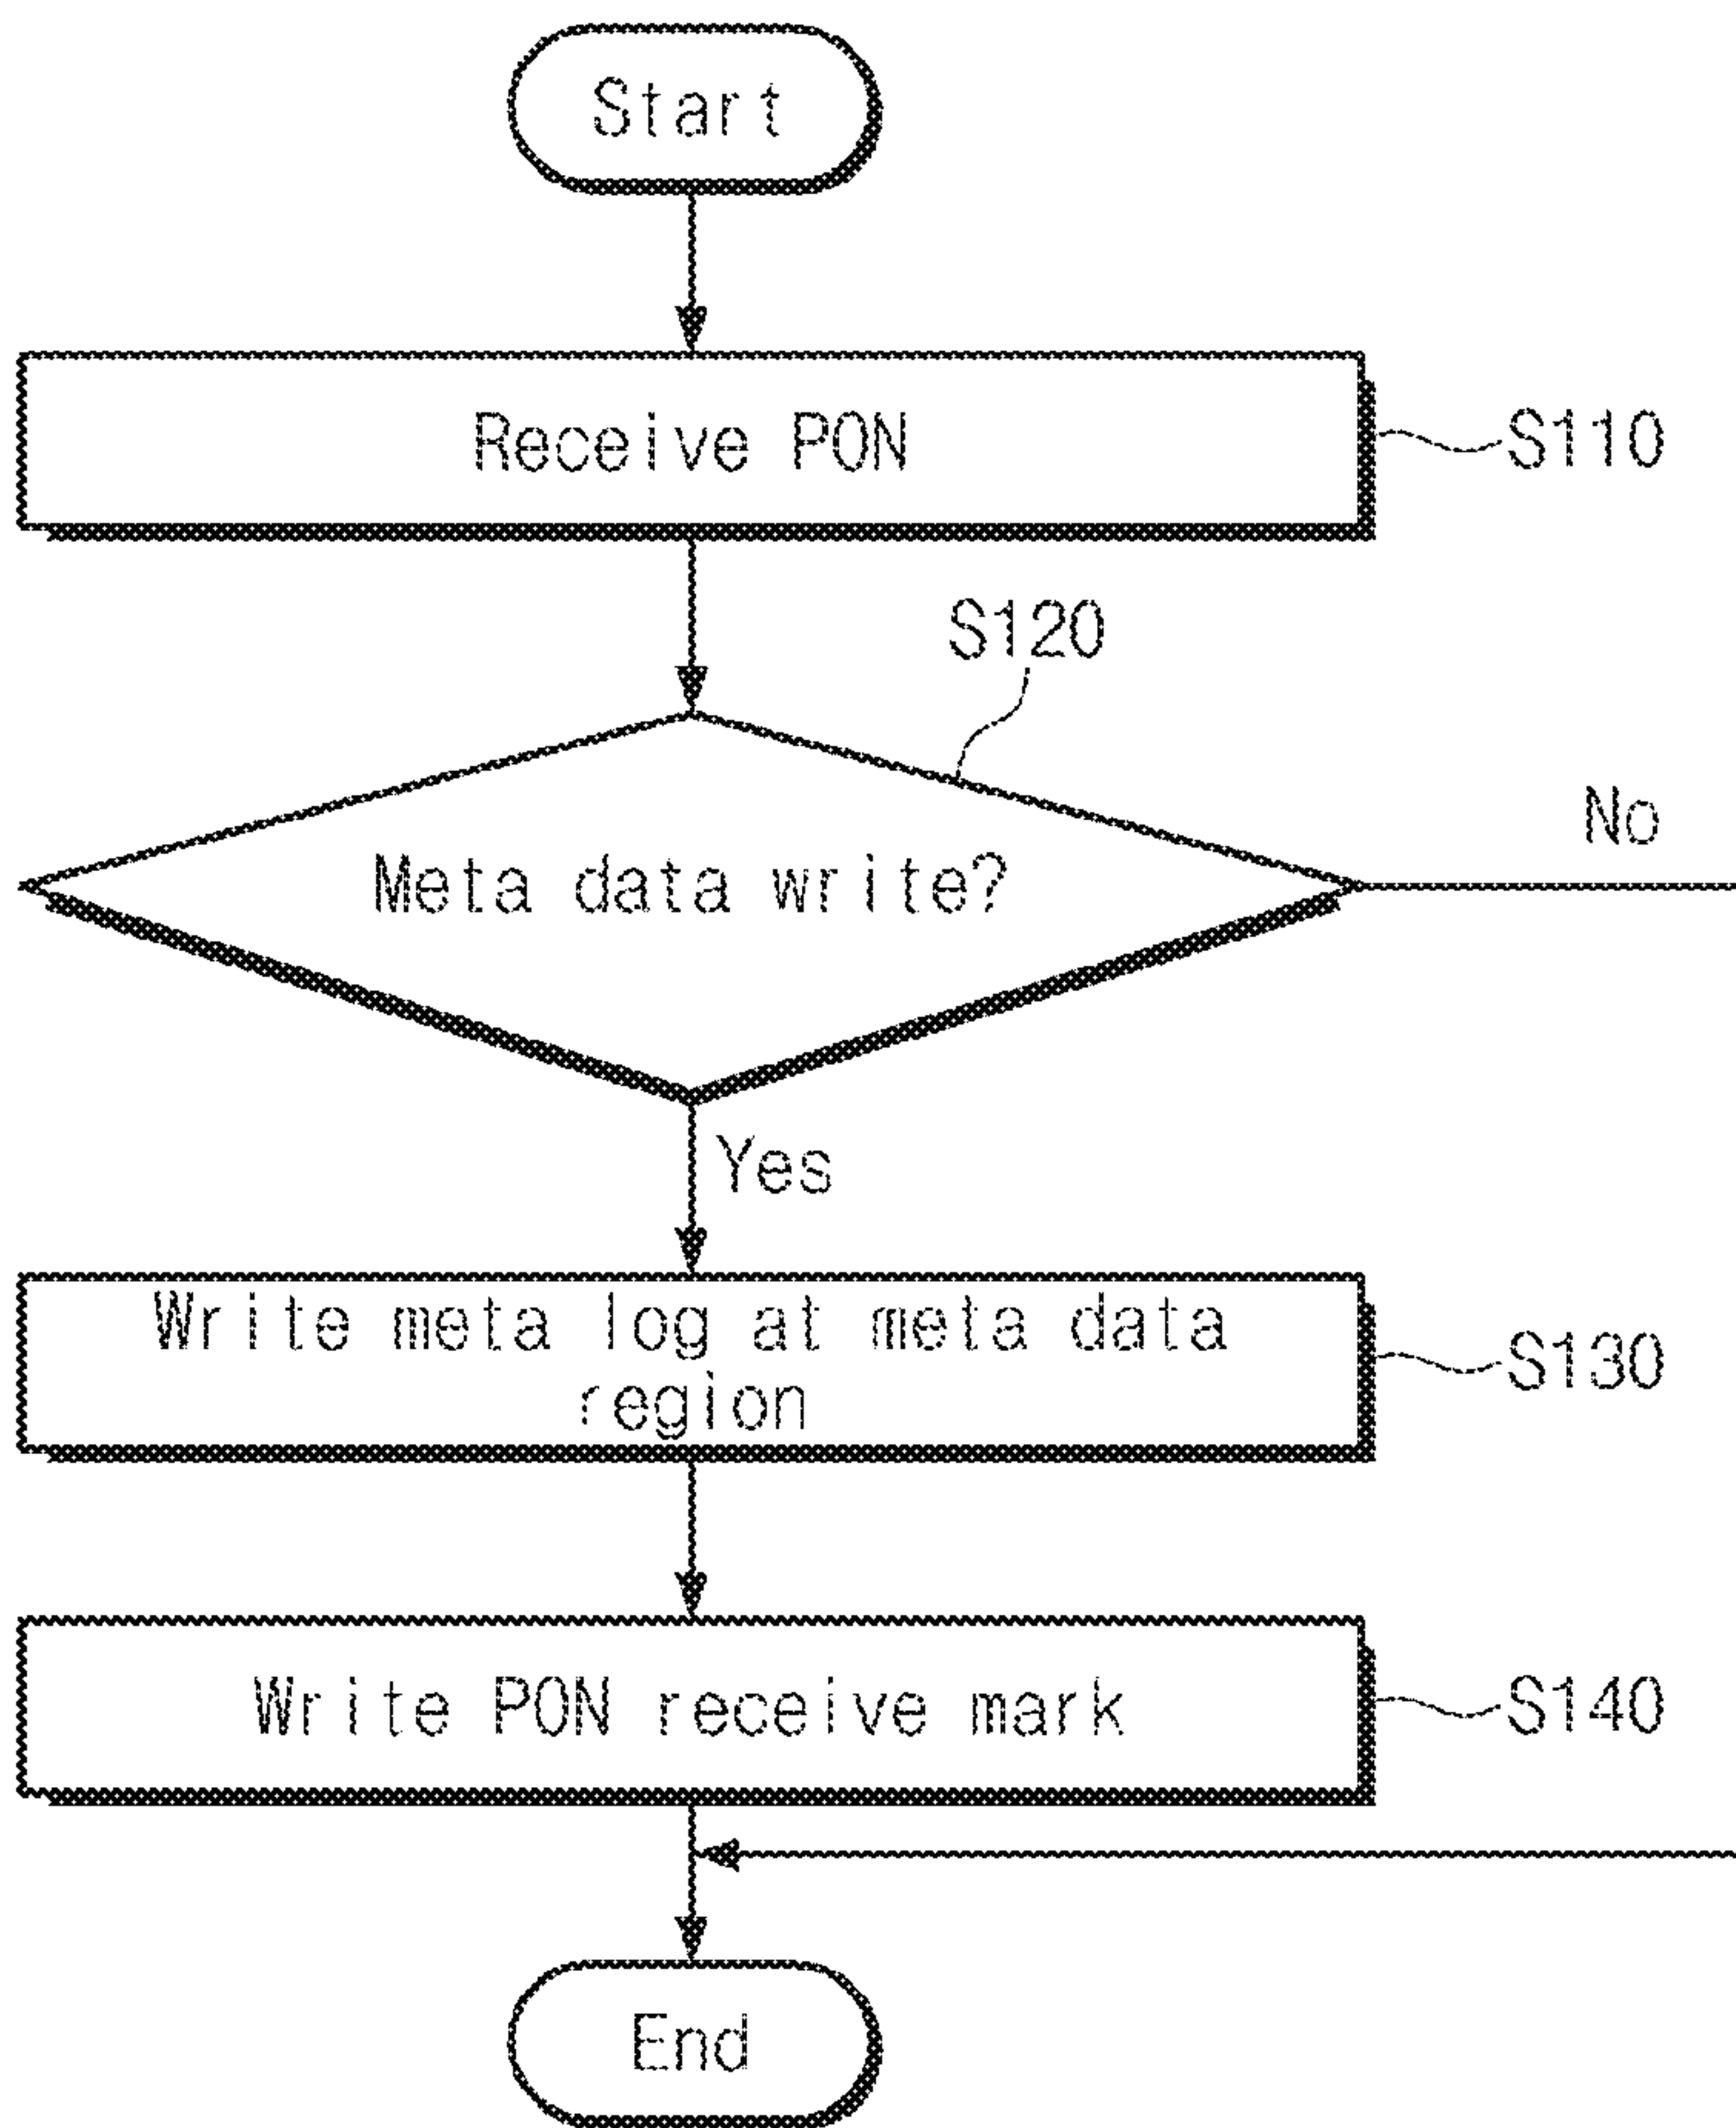 Start
Receive PON
S110
S120
Meta data write?
No
Yes
Write meta log at meta data
region
S130
Write PON receive mark
S140
End